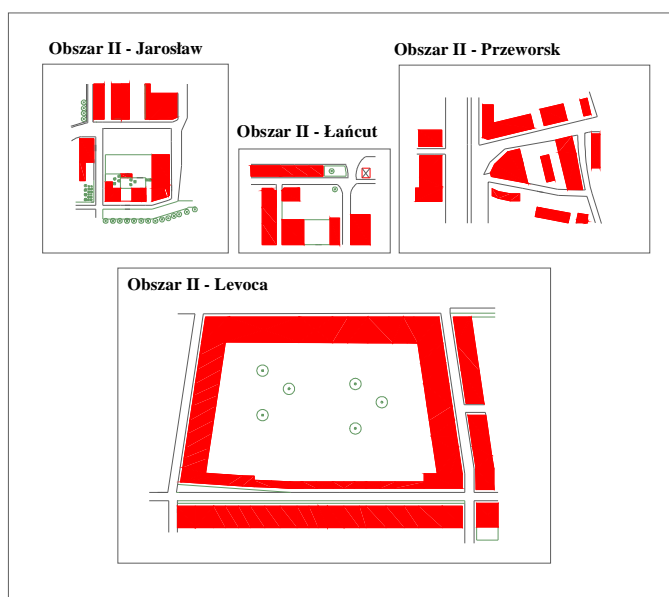 Obszar II - Jarosław
Obszar II - Przeworsk
Obszar II - Łańcut
Obszar II - Levoca